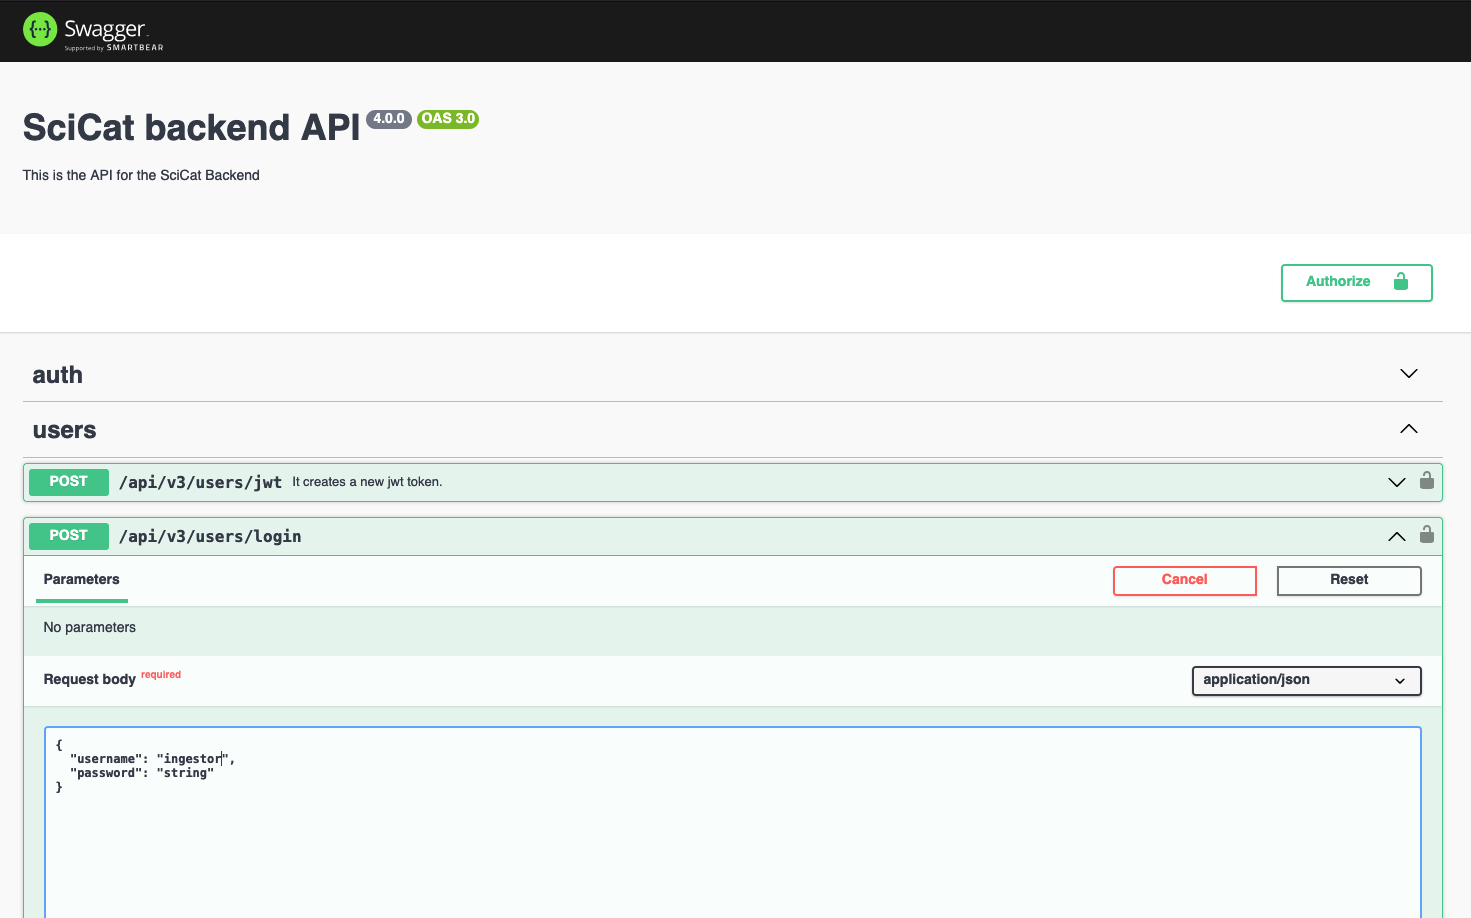 Swagger.
Supported by SMARTBEAR
SciCat backend API 4.0.0 OAS 3.0
This is the API for the SciCat Backend
Authorize
auth
users
POST /api/v3/users/jwt It creates a new jwt token.
POST /api/v3/users/login
Parameters Cancel Reset
No parameters
Request body required application/json
{
"username": "ingestor",
"password": "string"
}